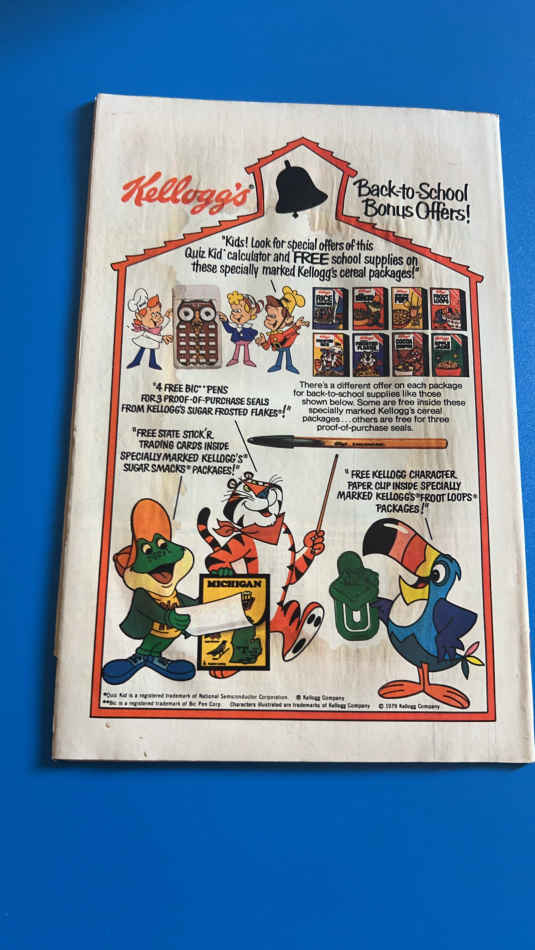 Kellogg's®
Back-to-School
Bonus Offers!
"Kids! Look for special offers of this
Quiz Kid* calculator and FREE school supplies on
these specially marked Kellogg's cereal packages!"
"4 FREE BIC** PENS
FOR 3 PROOF-OF-PURCHASE SEALS
FROM KELLOGG'S SUGAR FROSTED FLAKES®!"
There's a different offer on each package
for back-to-school supplies like those
shown below. Some are free inside these
specially marked Kellogg's cereal
packages...others are free for three
proof-of-purchase seals.
"FREE STATE STICK'R
TRADING CARDS INSIDE
SPECIALLY MARKED KELLOGG'S®
SUGAR SMACKS® PACKAGES!"
"FREE KELLOGG CHARACTER
PAPER CLIP INSIDE SPECIALLY
MARKED KELLOGG'S® FROOT LOOPS®
PACKAGES!"
MICHIGAN
*Quiz Kid is a registered trademark of National Semiconductor Corporation. ® Kellogg Company
**Bic is a registered trademark of Bic Pen Corp. Characters illustrated are trademarks of Kellogg Company © 1979 Kellogg Company